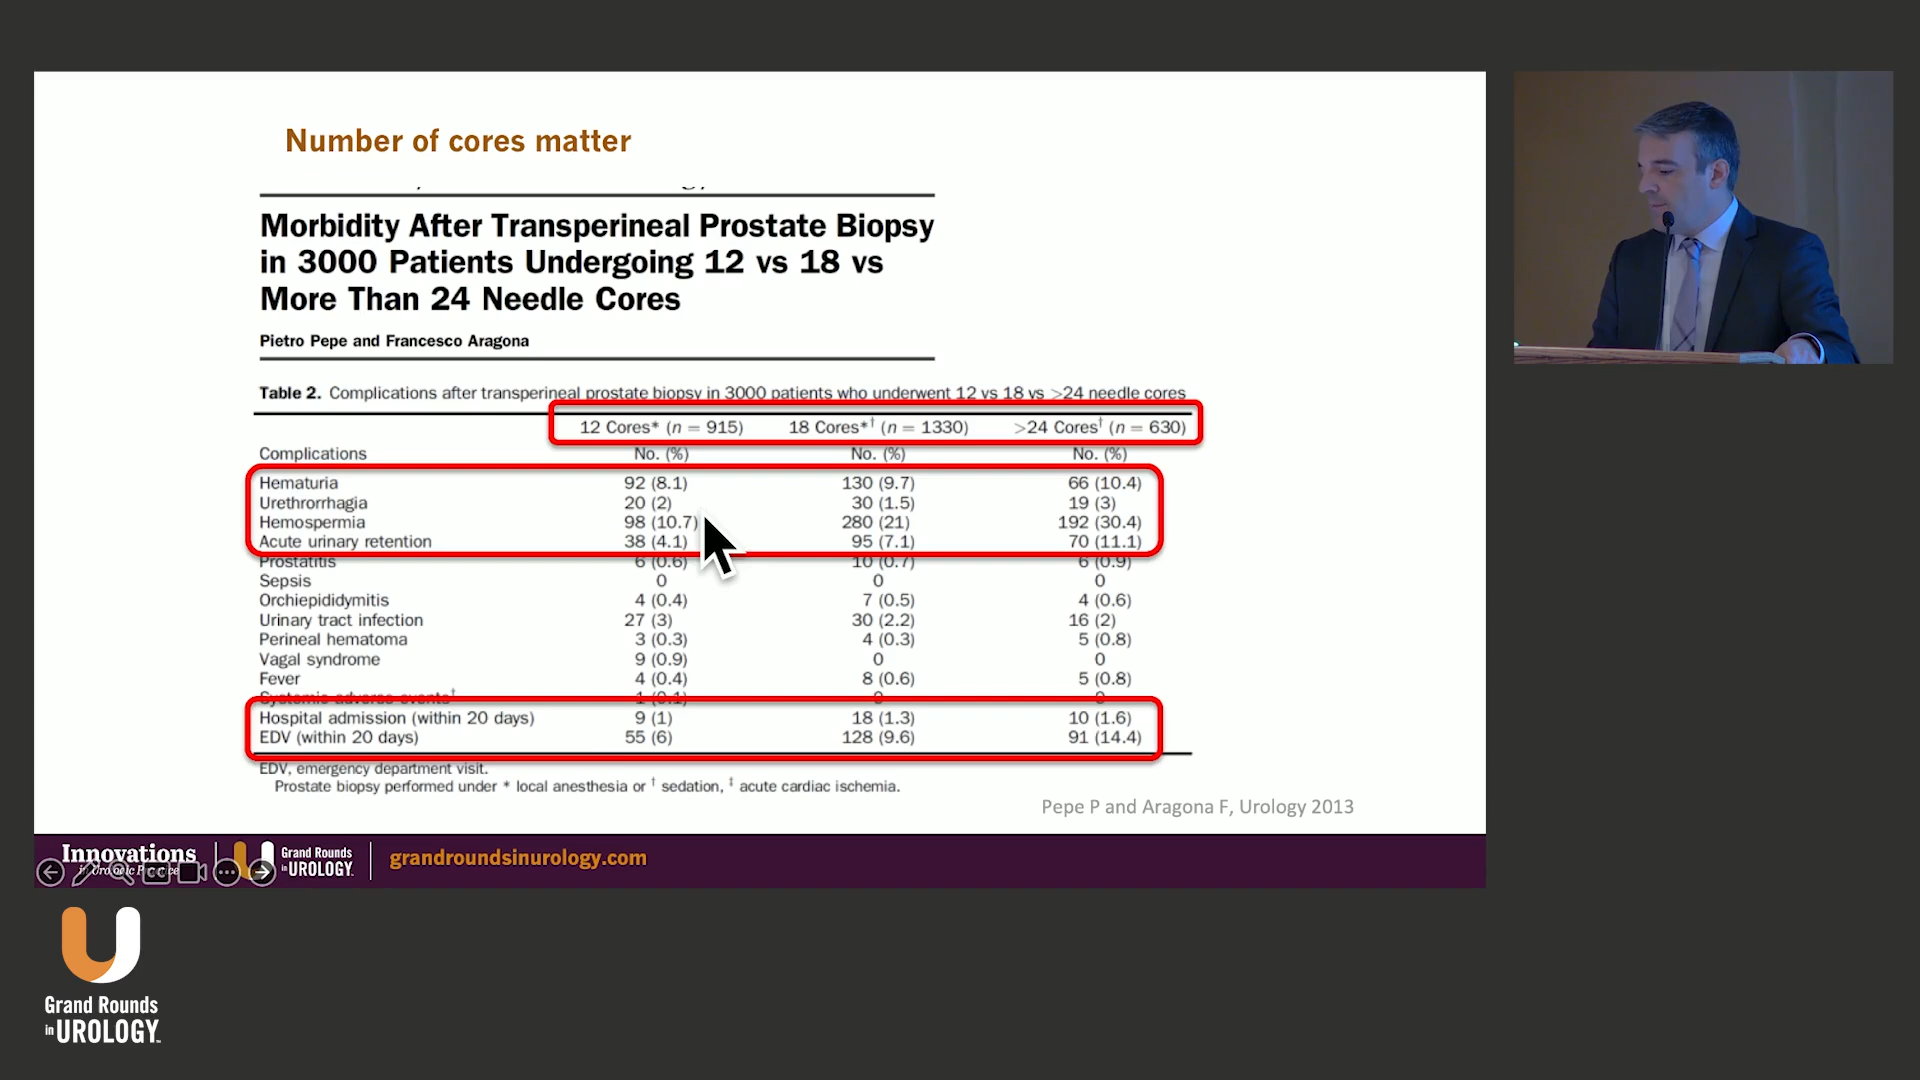 Number of cores matter
Morbidity After Transperineal Prostate Biopsy
in 3000 Patients Undergoing 12 vs 18 vs
More Than 24 Needle Cores
Pietro Pepe and Francesco Aragona
Table 2. Complications after transperineal prostate biopsy in 3000 patients who underwent 12 vs 18 vs >24 needle cores
12 Cores* (n = 915) 18 Cores*† (n = 1330) >24 Cores† (n = 630)
Complications No. (%) No. (%) No. (%)
Hematuria 92 (8.1) 130 (9.7) 66 (10.4)
Urethrorrhagia 20 (2) 30 (1.5) 19 (3)
Hemospermia 98 (10.7) 280 (21) 192 (30.4)
Acute urinary retention 38 (4.1) 95 (7.1) 70 (11.1)
Prostatitis 6 (0.6) 10 (0.7) 6 (0.9)
Sepsis 0 0 0
Orchiepididymitis 4 (0.4) 7 (0.5) 4 (0.6)
Urinary tract infection 27 (3) 30 (2.2) 16 (2)
Perineal hematoma 3 (0.3) 4 (0.3) 5 (0.8)
Vagal syndrome 9 (0.9) 0 0
Fever 4 (0.4) 8 (0.6) 5 (0.8)
Systemic adverse events† 1 (0.1) 0 0
Hospital admission (within 20 days) 9 (1) 18 (1.3) 10 (1.6)
EDV (within 20 days) 55 (6) 128 (9.6) 91 (14.4)
EDV, emergency department visit.
Prostate biopsy performed under * local anesthesia or † sedation, ‡ acute cardiac ischemia.
Pepe P and Aragona F, Urology 2013
Innovations
in Urologic Practice
Grand Rounds
in UROLOGY
grandroundsinurology.com
CC
Grand Rounds
in UROLOGY